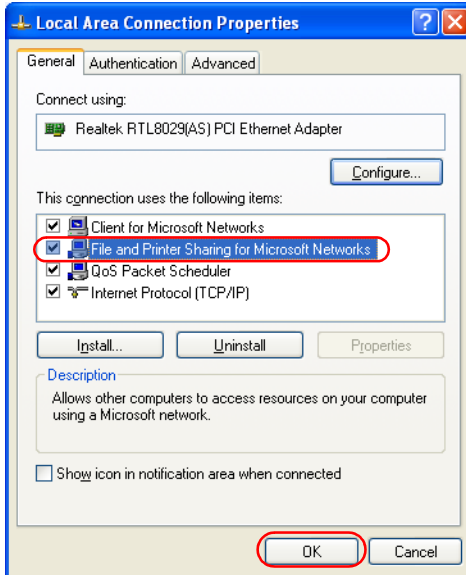 Local Area Connection Properties
General Authentication Advanced
Connect using:
Realtek RTL8029(AS) PCI Ethernet Adapter
Configure...
This connection uses the following items:
Client for Microsoft Networks
File and Printer Sharing for Microsoft Networks
QoS Packet Scheduler
Internet Protocol (TCP/IP)
Install... Uninstall Properties
Description
Allows other computers to access resources on your computer
using a Microsoft network.
Show icon in notification area when connected
OK Cancel